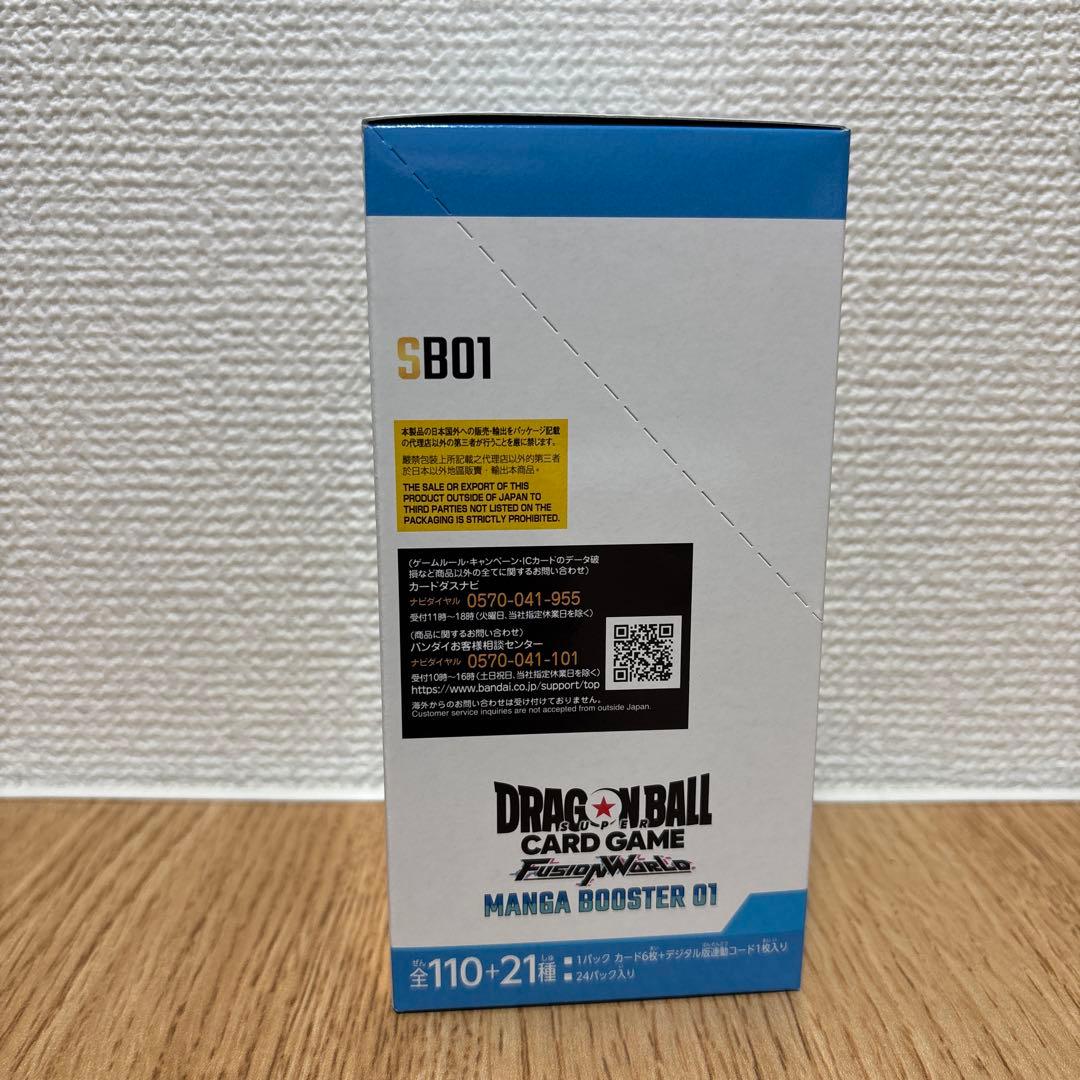 SB01
本製品の日本国外への販売・輸出をパッケージ記載
の代理店以外の第三者が行うことを厳に禁じます。
嚴禁包裝上所記載之代理店以外的第三者
於日本以外地區販賣・輸出本商品。
THE SALE OR EXPORT OF THIS
PRODUCT OUTSIDE OF JAPAN TO
THIRD PARTIES NOT LISTED ON THE
PACKAGING IS STRICTLY PROHIBITED.
(ゲームルール・キャンペーン・ICカードのデータ破
損など商品以外の全てに関するお問い合わせ)
カードダスナビ
ナビダイヤル 0570-041-955
受付11時～18時(火曜日、当社指定休業日を除く)
(商品に関するお問い合わせ)
バンダイお客様相談センター
ナビダイヤル 0570-041-101
受付10時～16時(土日祝日、当社指定休業日を除く)
https://www.bandai.co.jp/support/top
海外からのお問い合わせは受け付けておりません。
Customer service inquiries are not accepted from outside Japan.
DRAGON BALL
SUPER
CARD GAME
FUSION WORLD
MANGA BOOSTER 01
ぜん しゅ
全110+21種
まい ばんれんどう まいい
■1パック カード6枚+デジタル版連動コード1枚入り
い
■24パック入り